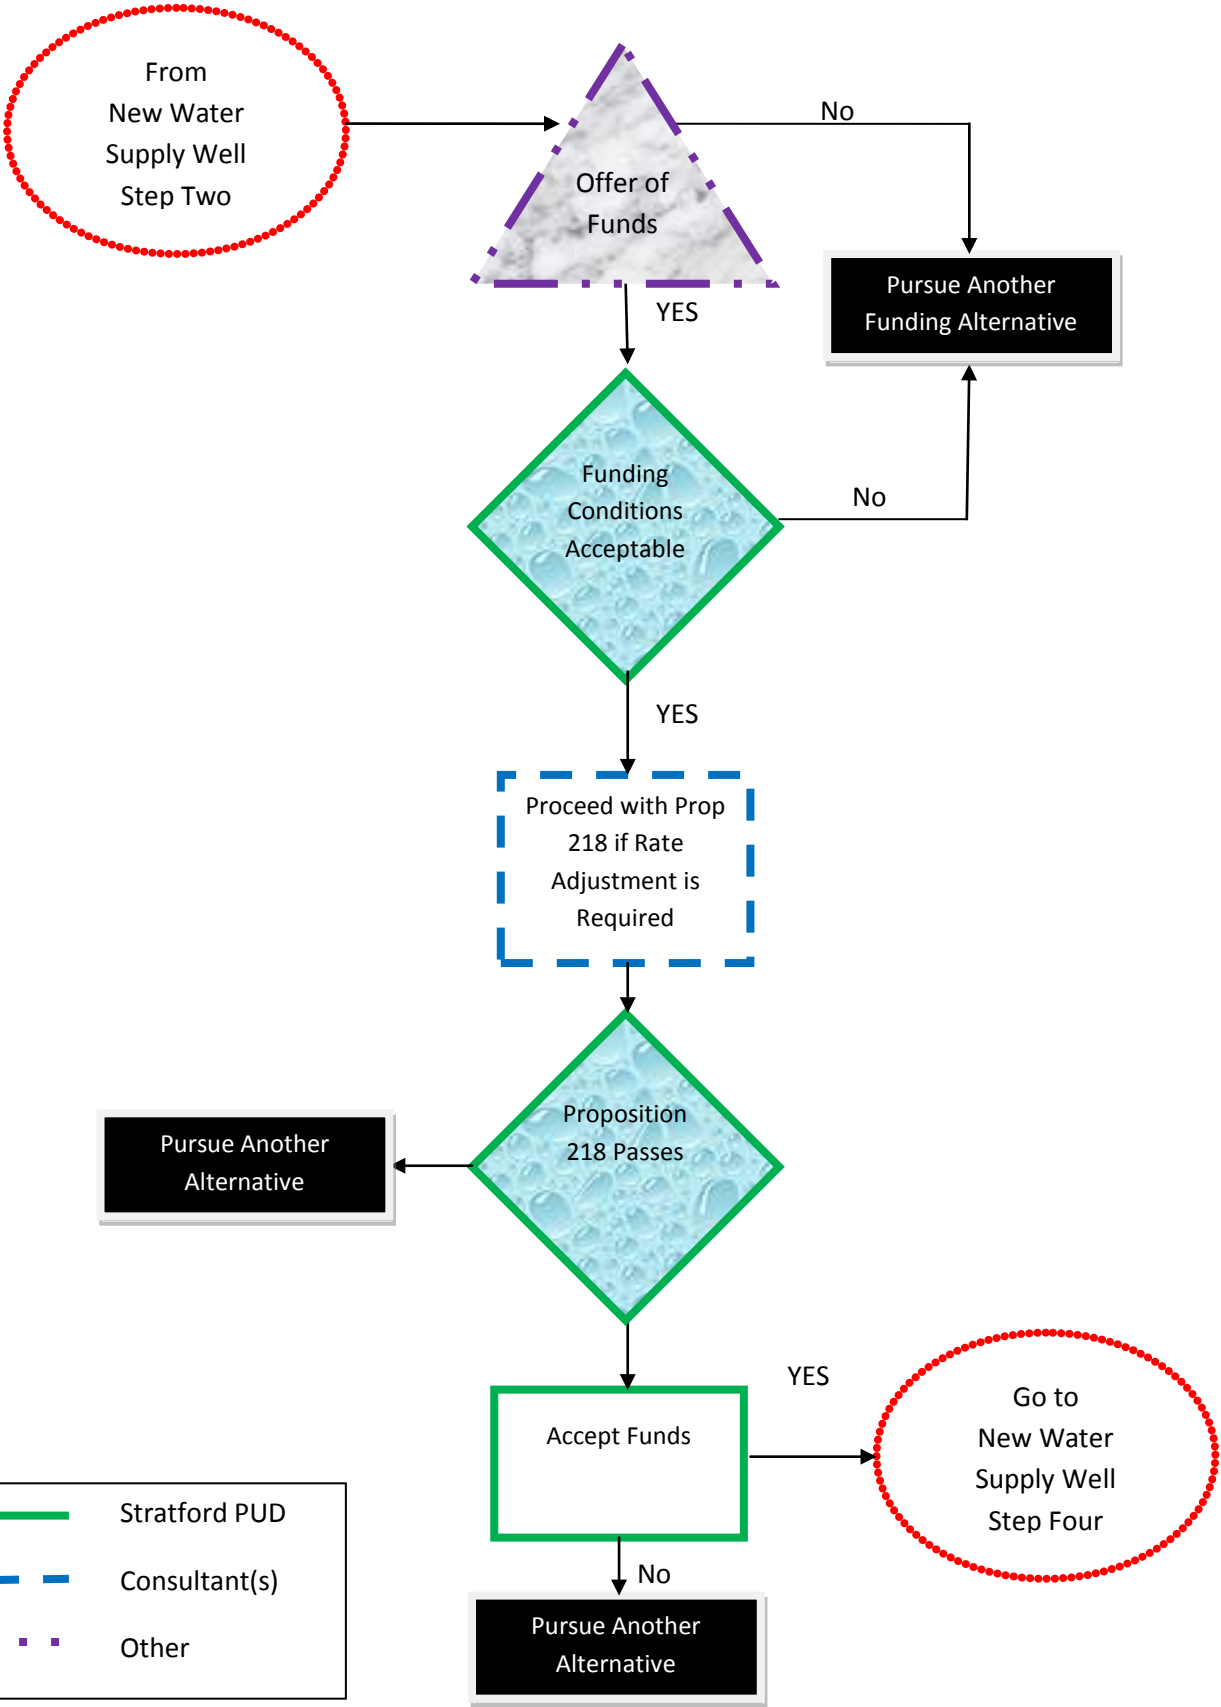 From
New Water
Supply Well
Step Two
Offer of
Funds
No
Pursue Another
Funding Alternative
YES
Funding
Conditions
Acceptable
No
YES
Proceed with Prop
218 if Rate
Adjustment is
Required
Proposition
218 Passes
Pursue Another
Alternative
Accept Funds
YES
Go to
New Water
Supply Well
Step Four
No
Pursue Another
Alternative
Stratford PUD
Consultant(s)
Other